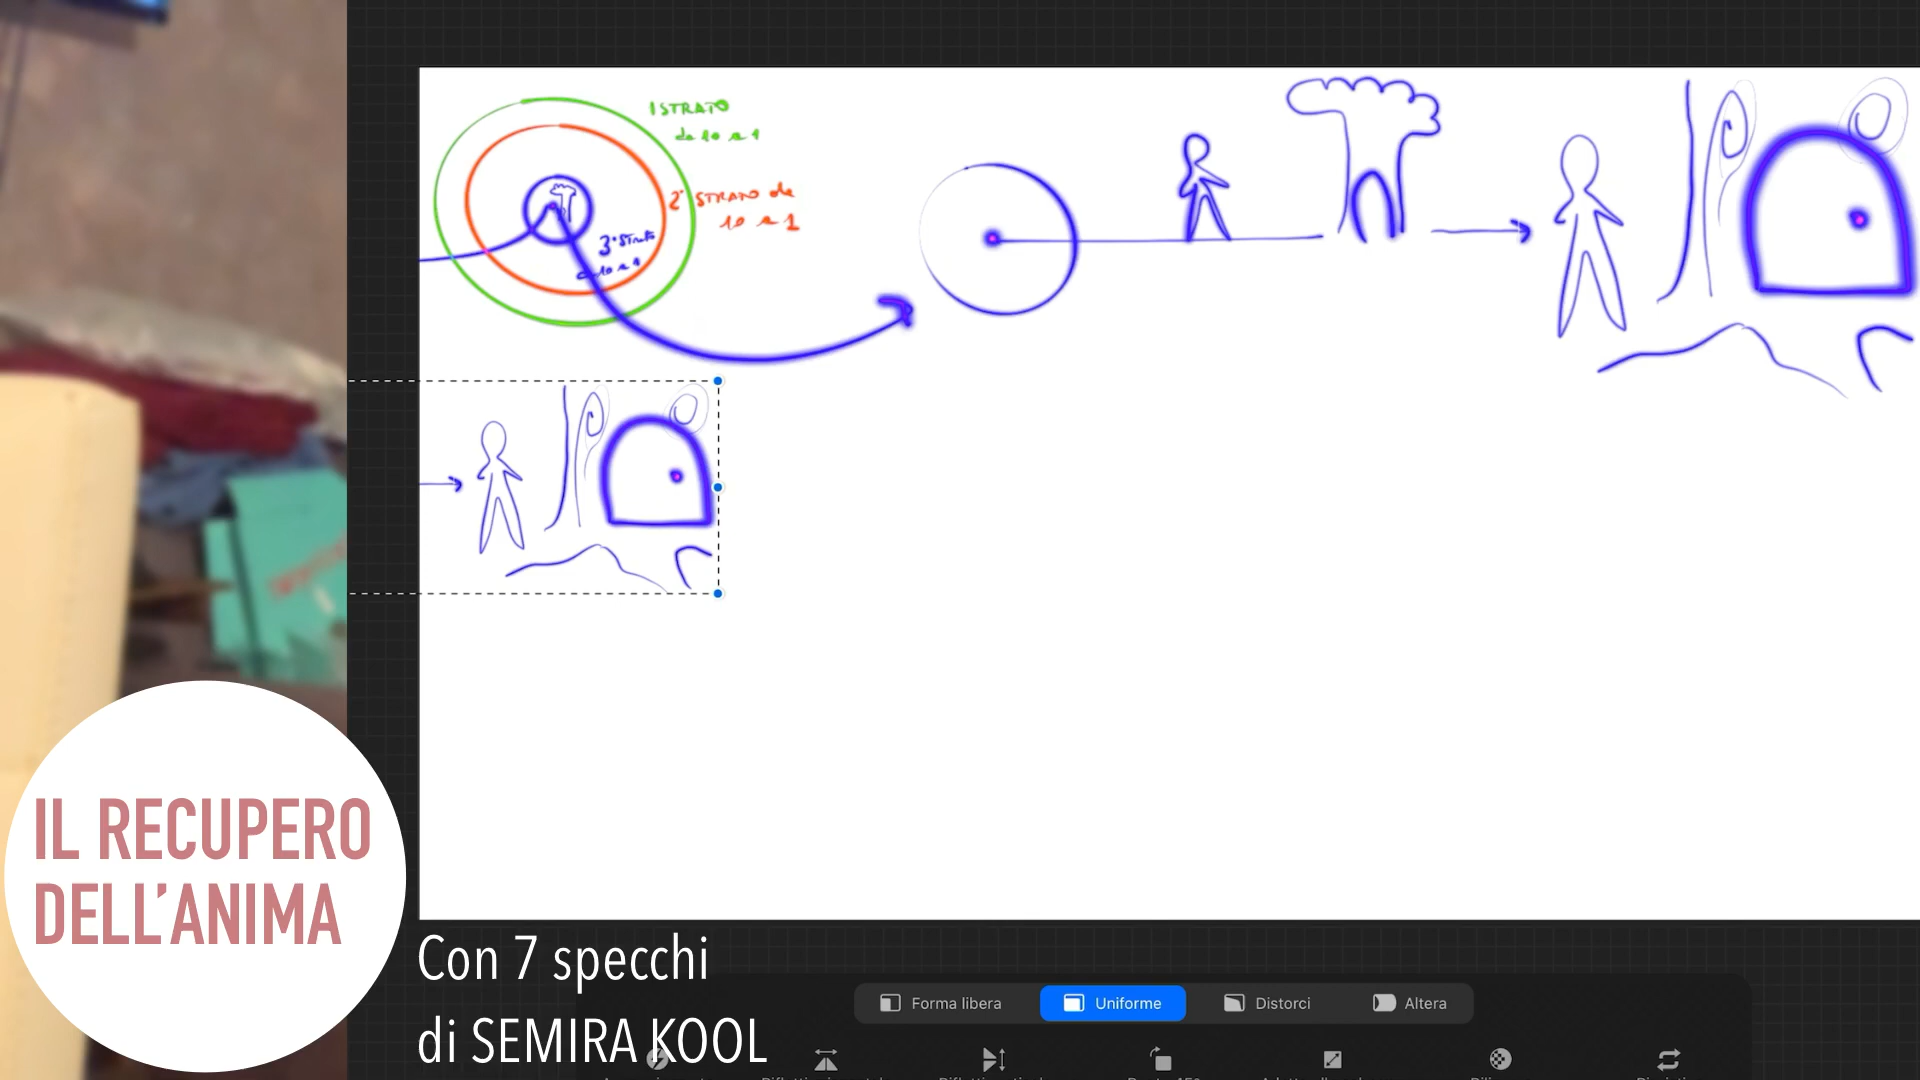 1 STRATO
da 10 a 1
2° STRATO da
10 a 1
3° Strato
da 10 a 1
IL RECUPERO
DELL'ANIMA
Con 7 specchi
di SEMIRA KOOL
Forma libera
Uniforme
Distorci
Altera